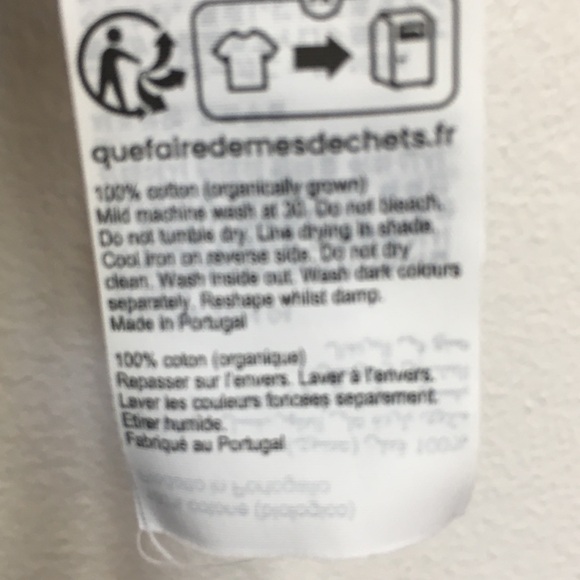 quefairedemesdechets.fr
100% cotton (organically grown)
Mild machine wash at 30. Do not bleach.
Do not tumble dry. Line drying in shade.
Cool iron on reverse side. Do not dry
clean. Wash inside out. Wash dark colours
separately. Reshape whilst damp.
Made in Portugal
100% coton (organique)
Repasser sur l'envers. Laver à l'envers.
Laver les couleurs foncées séparément.
Etirer humide.
Fabriqué au Portugal